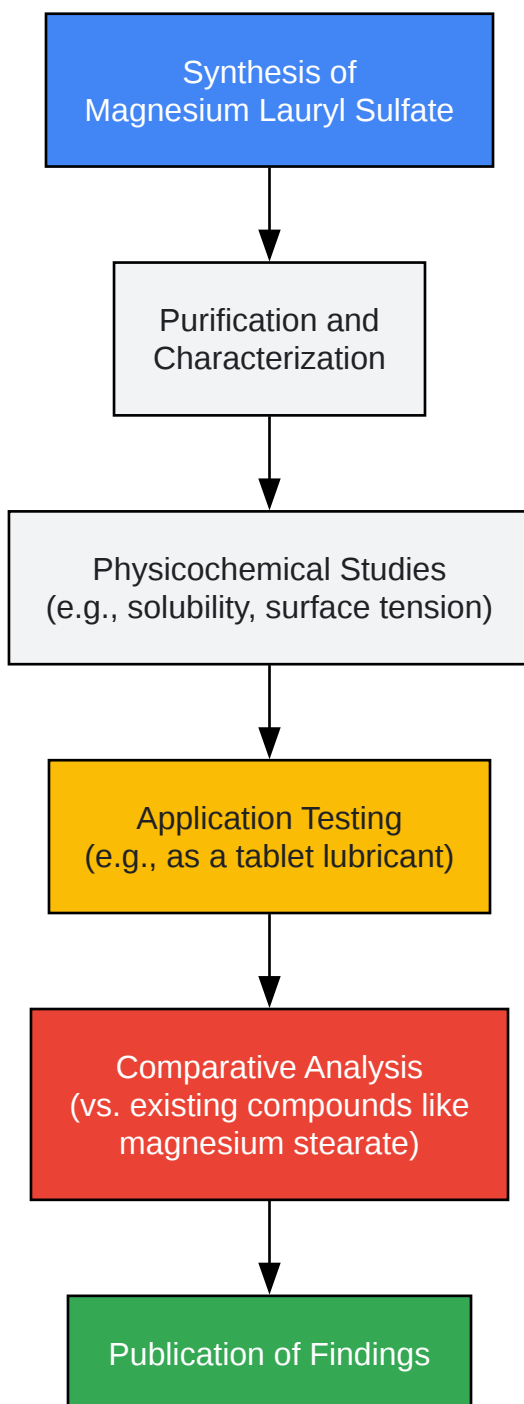 Synthesis of
Magnesium Lauryl Sulfate
Purification and
Characterization
Physicochemical Studies
(e.g., solubility, surface tension)
Application Testing
(e.g., as a tablet lubricant)
Comparative Analysis
(vs. existing compounds like
magnesium stearate)
Publication of Findings